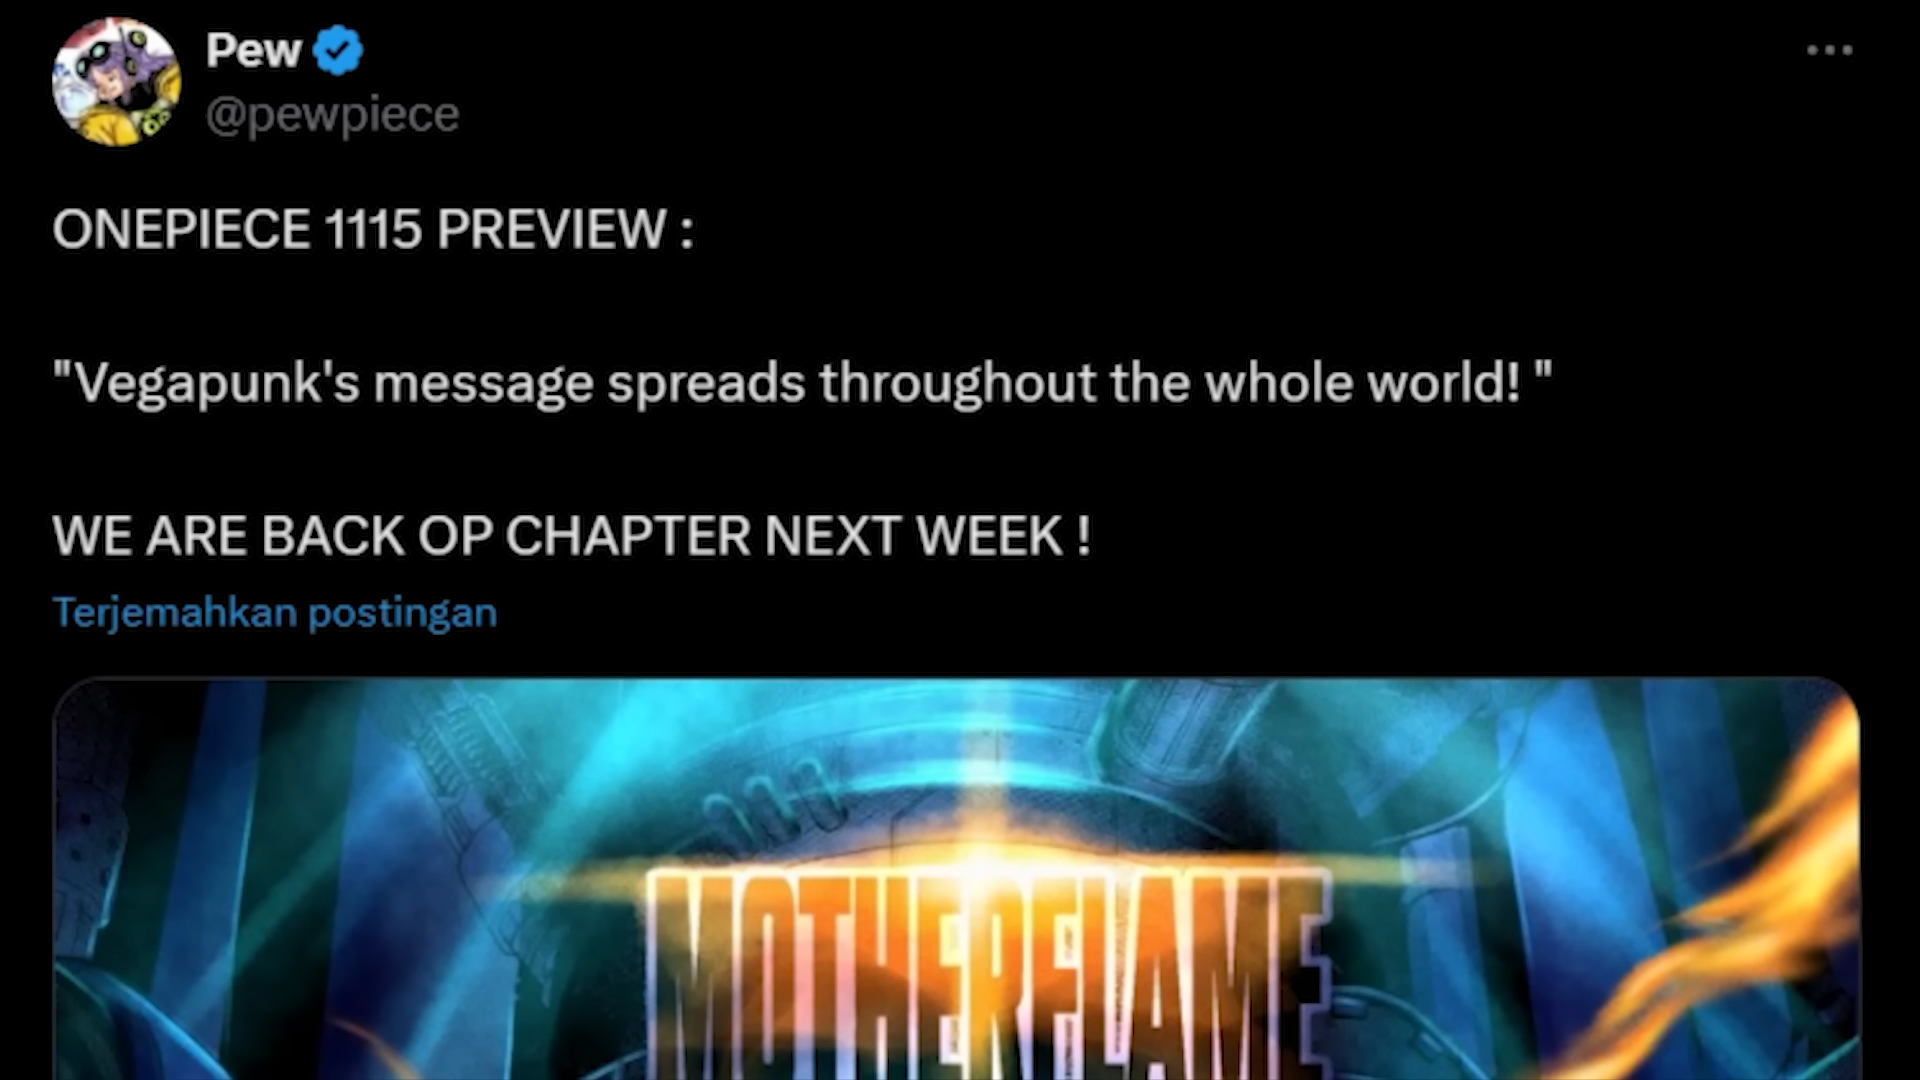 Pew
@pewpiece
ONEPIECE 1115 PREVIEW :
"Vegapunk's message spreads throughout the whole world! "
WE ARE BACK OP CHAPTER NEXT WEEK !
Terjemahkan postingan
MOTHERFLAME